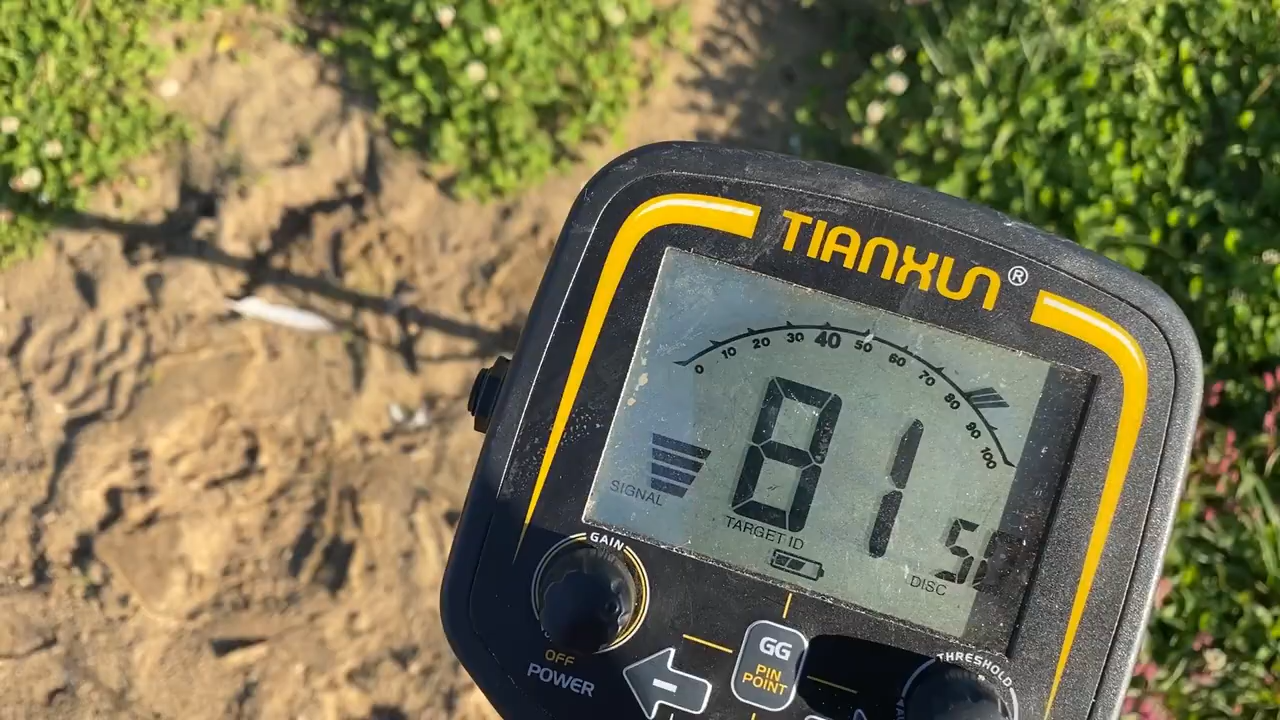 TIANXUN®
0 10 20 30 40 50 60 70 80 90 100
81
SIGNAL
TARGET ID
DISC 50
GAIN
OFF
POWER
GG
PIN
POINT
THRESHOLD